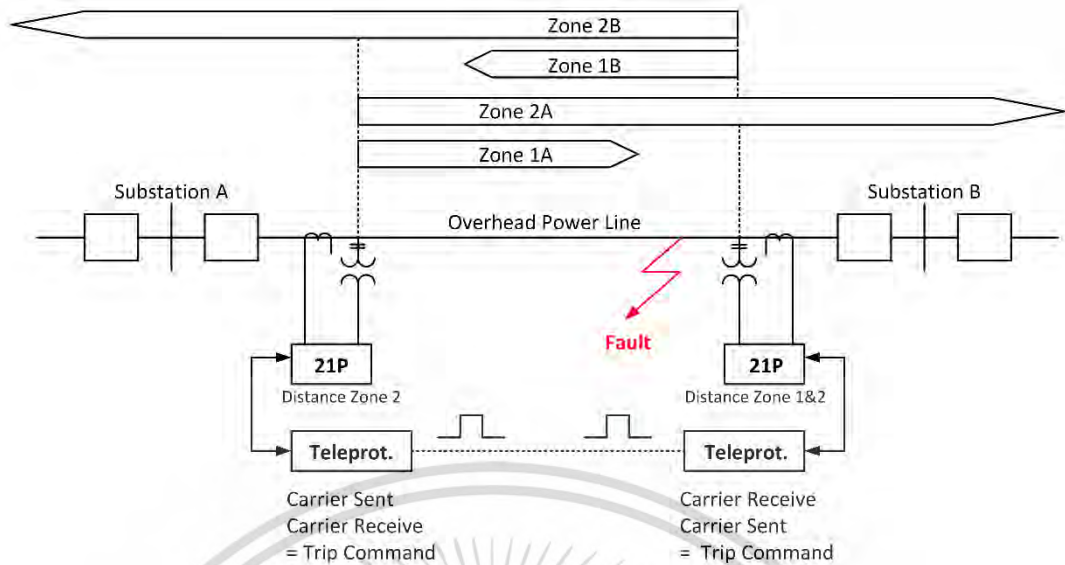 Zone 2B
Zone 1B
Zone 2A
Zone 1A
Substation A
Substation B
Overhead Power Line
Fault
21P
21P
Distance Zone 2
Distance Zone 1&2
Teleprot.
Teleprot.
Carrier Sent
Carrier Receive
= Trip Command
Carrier Receive
Carrier Sent
= Trip Command